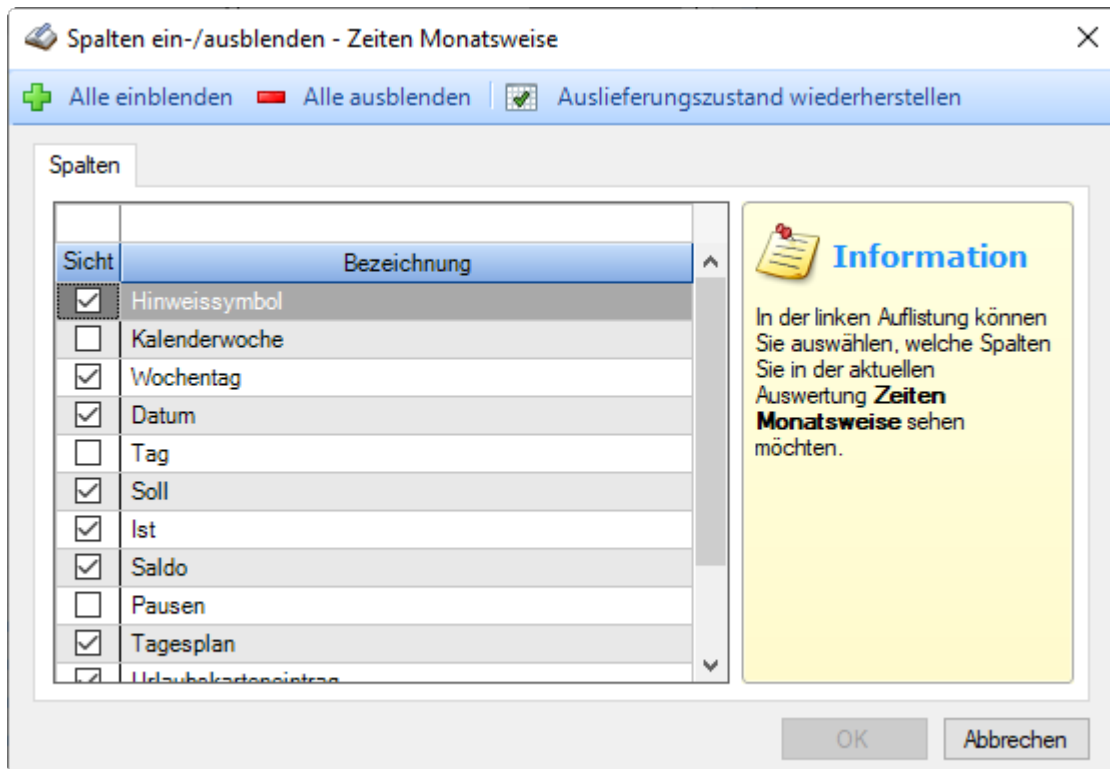 Spalten ein-/ausblenden - Zeiten Monatsweise
Alle einblenden Alle ausblenden Auslieferungszustand wiederherstellen
Spalten
Sicht Bezeichnung
Hinweissymbol
Kalenderwoche
Wochentag
Datum
Tag
Soll
Ist
Saldo
Pausen
Tagesplan
Urlaubskarteneintrag
Information
In der linken Auflistung können
Sie auswählen, welche Spalten
Sie in der aktuellen
Auswertung Zeiten
Monatsweise sehen
möchten.
OK Abbrechen